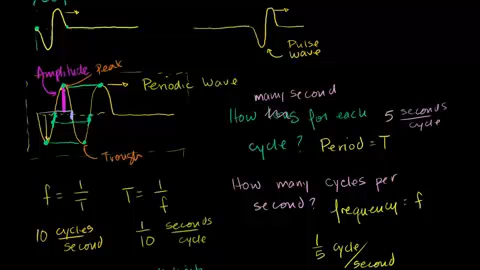 Pulse
wave
Amplitude
Peak
Periodic Wave
Trough
many second
How long for each
cycle? Period = T
5 seconds/cycle
How many cycles per
second? frequency = f
f = 1/T
T = 1/f
10 cycles/second
1/10 seconds/cycle
1/5 cycle/second